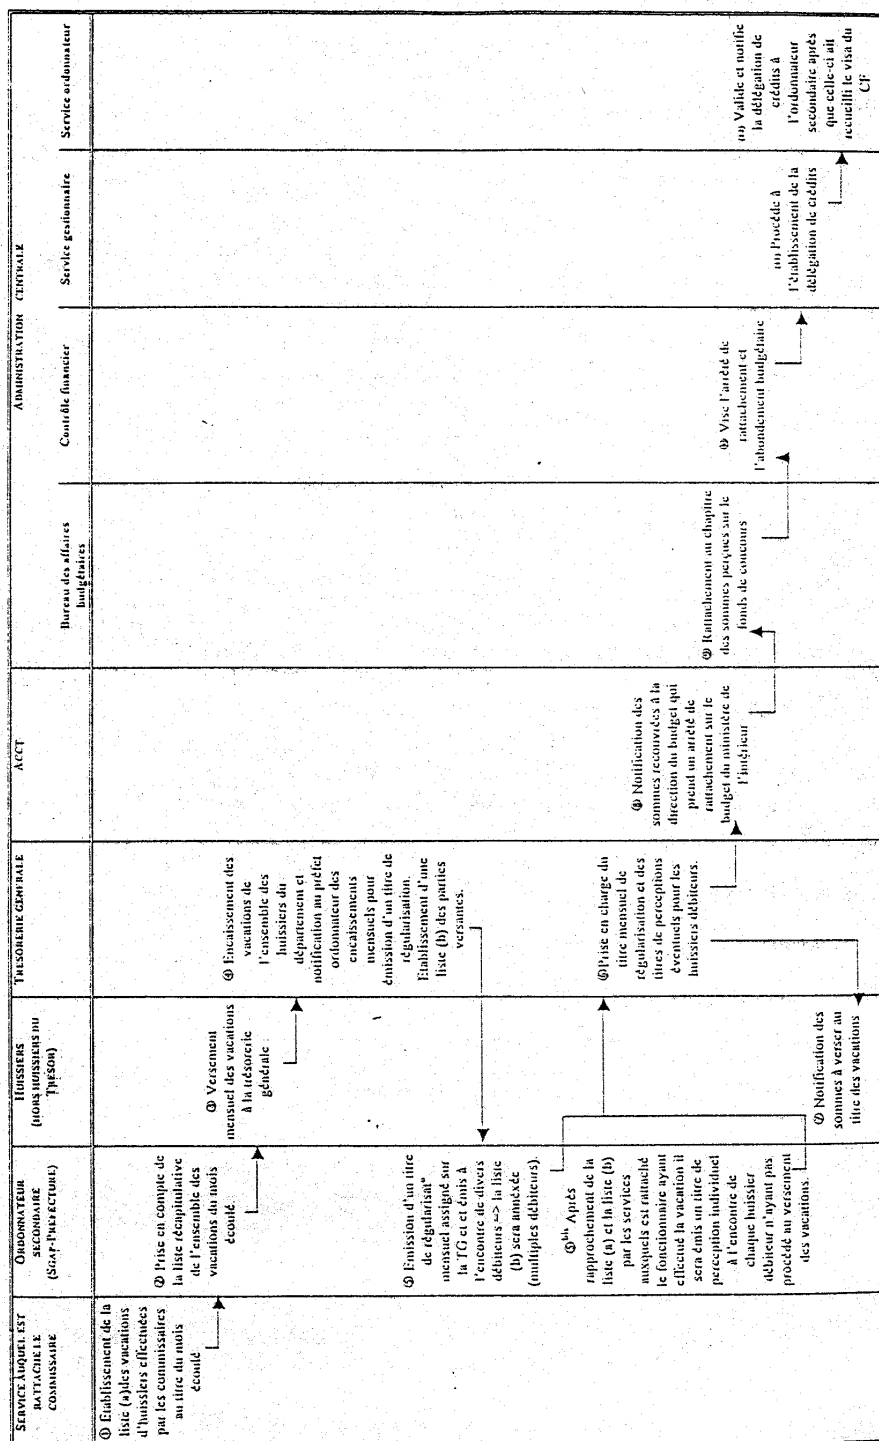 SERVICE AUQUEL EST
RATTACHE LE
COMMISSAIRE
ORDONNATEUR
SECONDAIRE
(SGAP-PREFECTURE)
HUISSIERS
(HORS HUISSIERS DU
TRESOR)
TRESORERIE GENERALE
ACCT
ADMINISTRATION CENTRALE
Bureau des affaires
budgétaires
Contrôle financier
Service gestionnaire
Service ordonnateur
① Etablissement de la
liste (a) des vacations
d'huissiers effectuées
par les commissaires
au titre du mois
écoulé
② Prise en compte de
la liste récapitulative
de l'ensemble des
vacations du mois
écoulé.
③ Versement
mensuel des vacations
à la trésorerie
générale
④ Encaissement des
vacations de
l'ensemble des
huissiers du
département et
notification au préfet
ordonnateur des
encaissements
mensuels pour
émission d'un titre de
régularisation.
Etablissement d'une
liste (b) des parties
versantes.
⑤ Emission d'un titre
de régularisat°
mensuel assigné sur
la TG et et émis à
l'encontre de divers
débiteurs => la liste
(b) sera annexée
(multiples débiteurs).
⑤bis Après
rapprochement de la
liste (a) et la liste (b)
par les services
auxquels est rattaché
le fonctionnaire ayant
effectué la vacation il
sera émis un titre de
perception individuel
à l'encontre de
chaque huissier
débiteur n'ayant pas
procédé au versement
des vacations.
⑥ Prise en charge du
titre mensuel de
régularisation et des
titres de perceptions
éventuels pour les
huissiers débiteurs.
⑦ Notification des
sommes à verser au
titre des vacations
⑧ Notification des
sommes recouvrées à la
direction du budget qui
prend un arrêté de
rattachement sur le
budget du ministère de
l'intérieur
⑨ Rattachement au chapitre
des sommes perçues sur le
fonds de concours
Vise l'arrêté de
rattachement et
l'abondement budgétaire
Procède à
l'établissement de la
délégation de crédits
Valide et notifie
la délégation de
crédits à
l'ordonnateur
secondaire après
que celle-ci ait
recueilli le visa du
CF